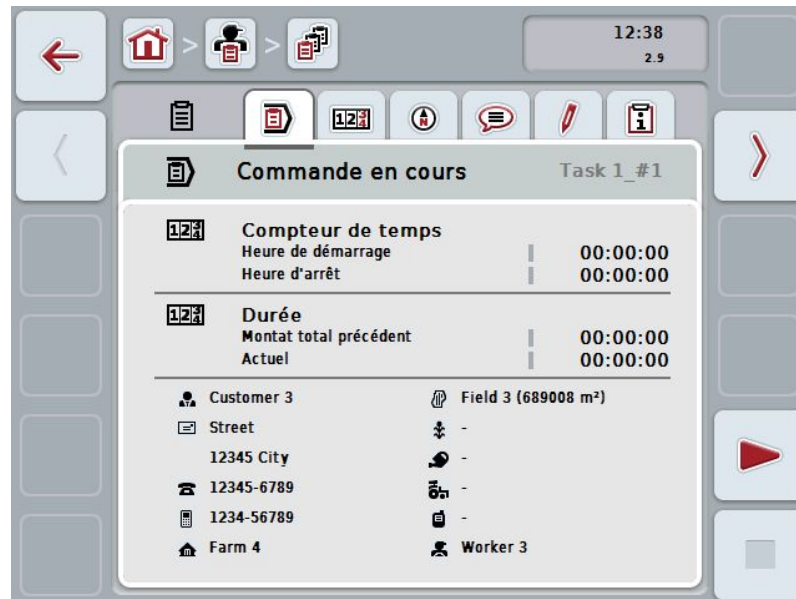 12:38
2.9
Commande en cours Task 1_#1
Compteur de temps
Heure de démarrage 00:00:00
Heure d'arrêt 00:00:00
Durée
Montat total précédent 00:00:00
Actuel 00:00:00
Customer 3 Field 3 (689008 m²)
Street -
12345 City -
12345-6789 -
1234-56789 -
Farm 4 Worker 3